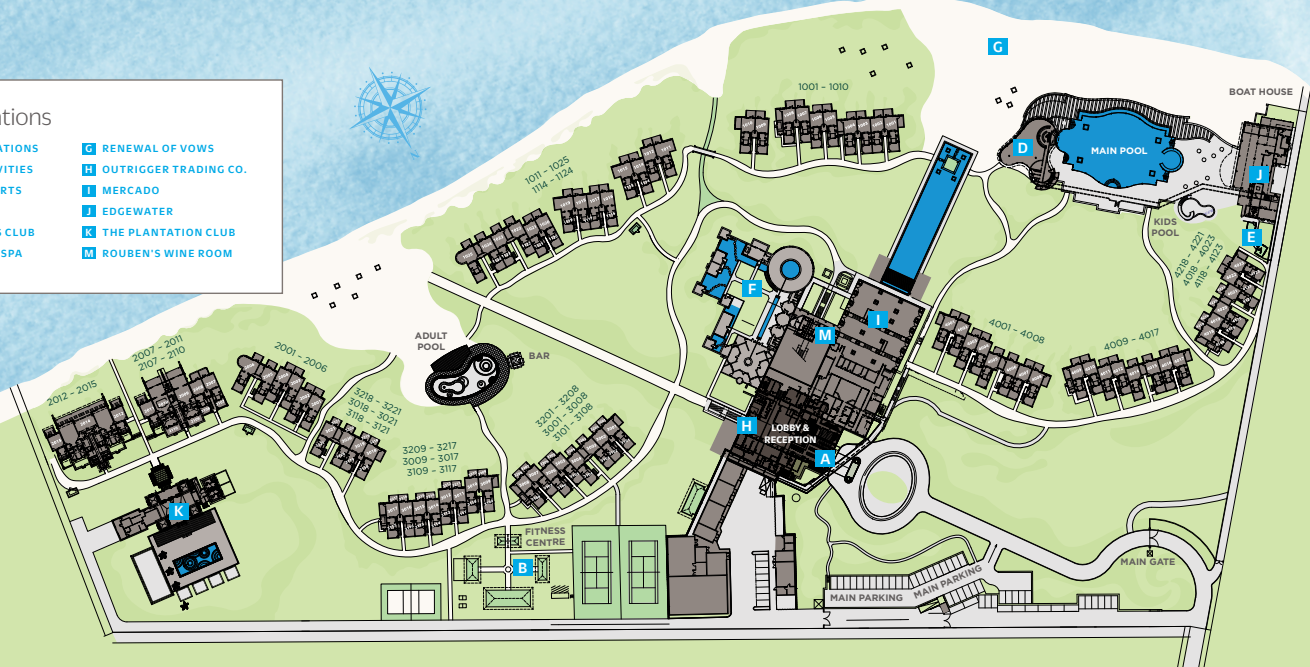 ations
ATIONS
VITIES
RTS
S CLUB
SPA
G RENEWAL OF VOWS
H OUTRIGGER TRADING CO.
I MERCADO
J EDGEWATER
K THE PLANTATION CLUB
M ROUBEN'S WINE ROOM
G
1001 – 1010
BOAT HOUSE
D
MAIN POOL
J
KIDS
POOL
E
4218 – 4221
4018 – 4023
4118 – 4123
1011 – 1025
1114 – 1124
F
M
I
4001 – 4008
4009 – 4017
ADULT
POOL
BAR
2007 – 2011
2107 – 2110
2012 – 2015
2001 – 2006
3218 – 3221
3018 – 3021
3118 – 3121
3209 – 3217
3009 – 3017
3109 – 3117
3201 – 3208
3001 – 3008
3101 – 3108
H
LOBBY &
RECEPTION
A
K
FITNESS
CENTRE
B
MAIN GATE
MAIN PARKING
MAIN PARKING